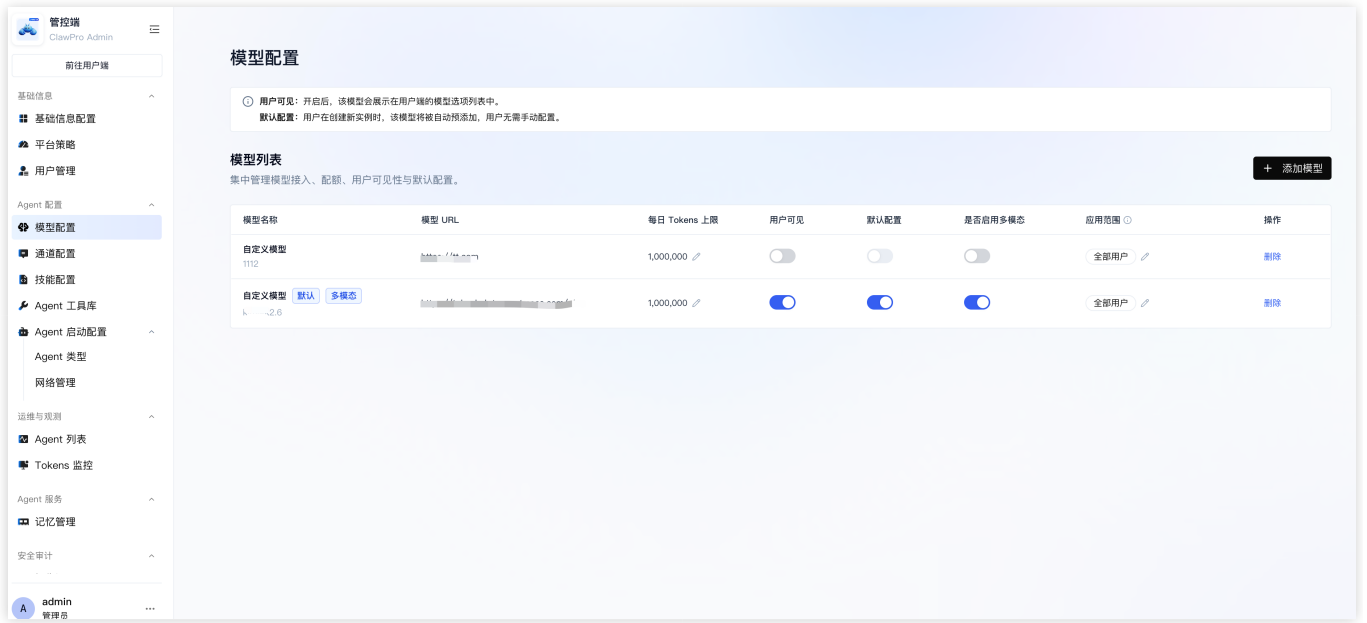 管控端
ClawPro Admin
前往用户端
基础信息
基础信息配置
平台策略
用户管理
Agent 配置
模型配置
通道配置
技能配置
Agent 工具库
Agent 启动配置
Agent 类型
网络管理
运维与观测
Agent 列表
Tokens 监控
Agent 服务
记忆管理
安全审计
A
admin
管理员
模型配置
用户可见：开启后，该模型会展示在用户端的模型选项列表中。
默认配置：用户在创建新实例时，该模型将被自动预添加，用户无需手动配置。
模型列表
集中管理模型接入、配额、用户可见性与默认配置。
添加模型
模型名称 模型 URL 每日 Tokens 上限 用户可见 默认配置 是否启用多模态 应用范围 操作
自定义模型
1112
1,000,000 全部用户 删除
自定义模型 默认 多模态
2.6
1,000,000 全部用户 删除